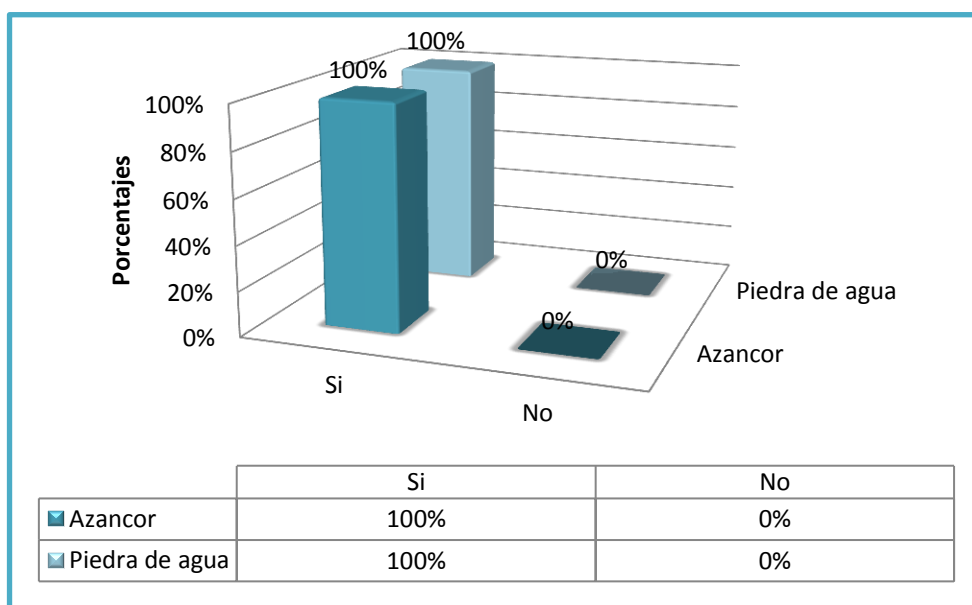 100%
100%
100%
80%
60%
40%
20%
0%
Porcentajes
0%
0%
Piedra de agua
Azancor
Si
No
Si No
Azancor 100% 0%
Piedra de agua 100% 0%